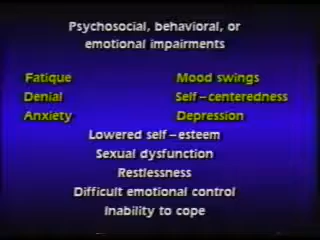 Psychosocial, behavioral, or
emotional impairments
Fatique Mood swings
Denial Self-centeredness
Anxiety Depression
Lowered self-esteem
Sexual dysfunction
Restlessness
Difficult emotional control
Inability to cope